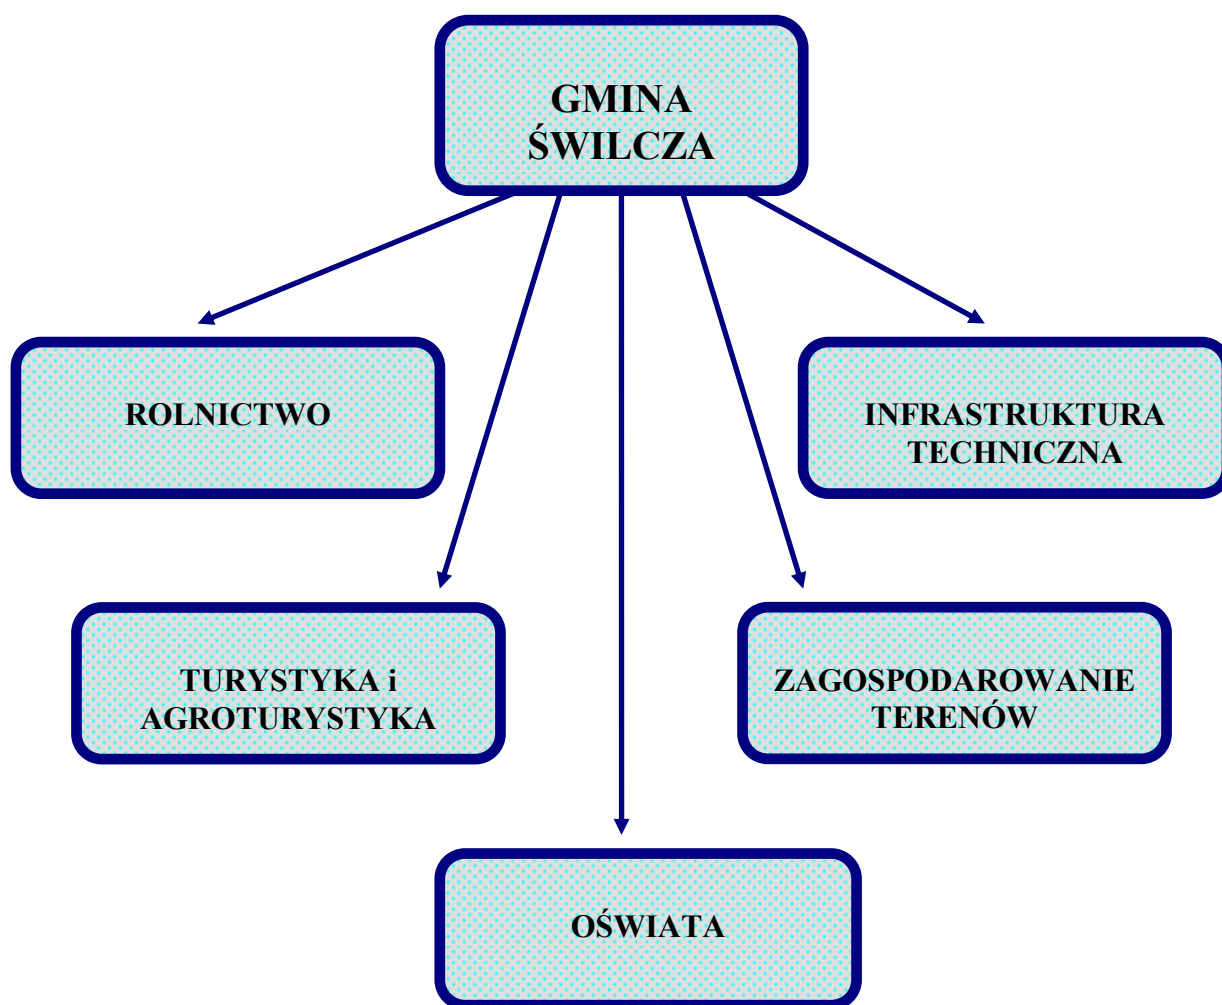 GMINA
ŚWILCZA
ROLNICTWO
INFRASTRUKTURA
TECHNICZNA
TURYSTYKA i
AGROTURYSTYKA
ZAGOSPODAROWANIE
TERENÓW
OŚWIATA